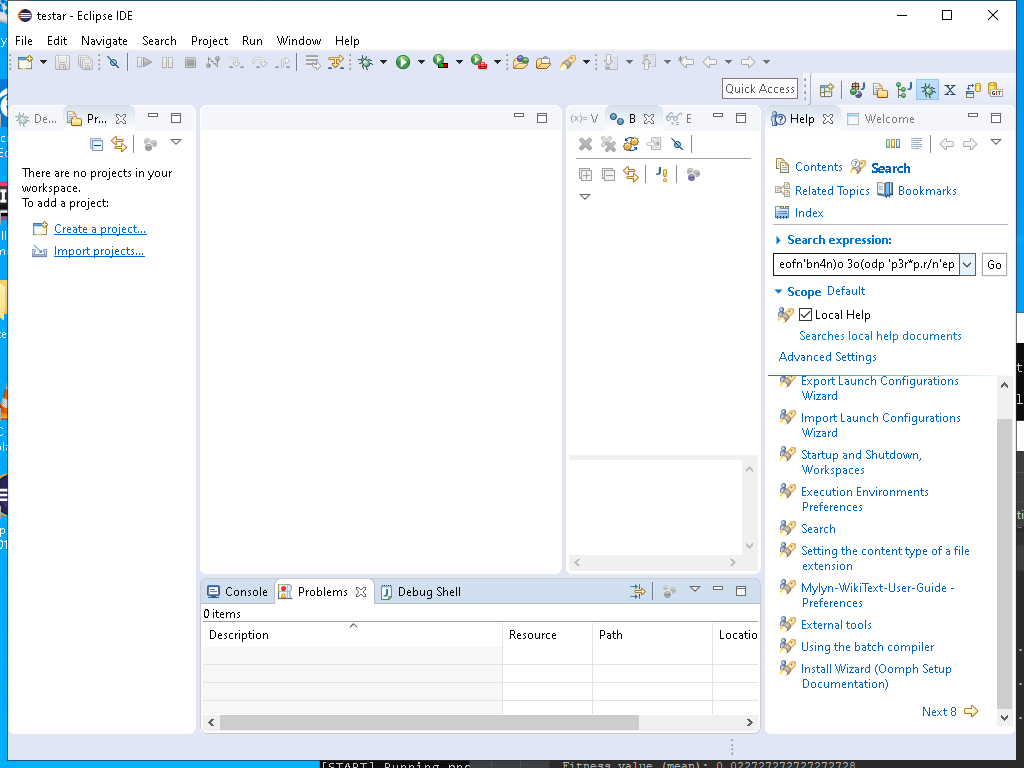 testar - Eclipse IDE
File Edit Navigate Search Project Run Window Help
Quick Access
De... Pr... (x)= V B E Help Welcome
There are no projects in your
workspace.
To add a project:
Create a project...
Import projects...
Contents Search
Related Topics Bookmarks
Index
Search expression:
eofn'bn4n)o 3o(odp 'p3r*p.r/n'ep Go
Scope Default
Local Help
Searches local help documents
Advanced Settings
Export Launch Configurations
Wizard
Import Launch Configurations
Wizard
Startup and Shutdown,
Workspaces
Execution Environments
Preferences
Search
Setting the content type of a file
extension
Mylyn-WikiText-User-Guide -
Preferences
External tools
Using the batch compiler
Install Wizard (Oomph Setup
Documentation)
Next 8
Console Problems Debug Shell
0 items
Description Resource Path Locatio
[START] Running
Fitness value (mean): 0.022727272727272728